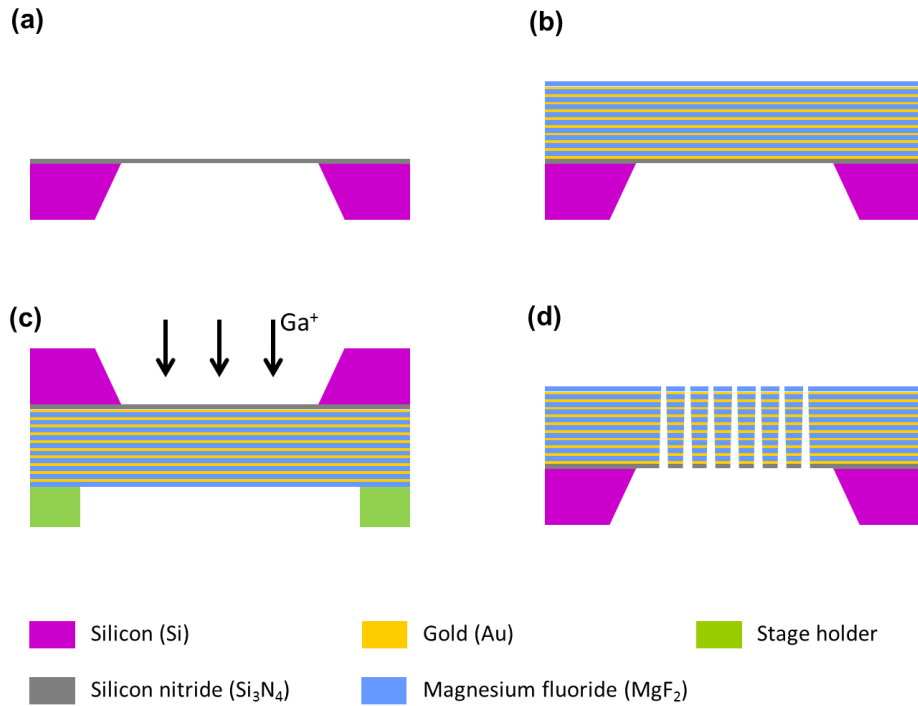 (a)
(b)
(c)
Ga⁺
(d)
Silicon (Si)
Gold (Au)
Stage holder
Silicon nitride (Si₃N₄)
Magnesium fluoride (MgF₂)